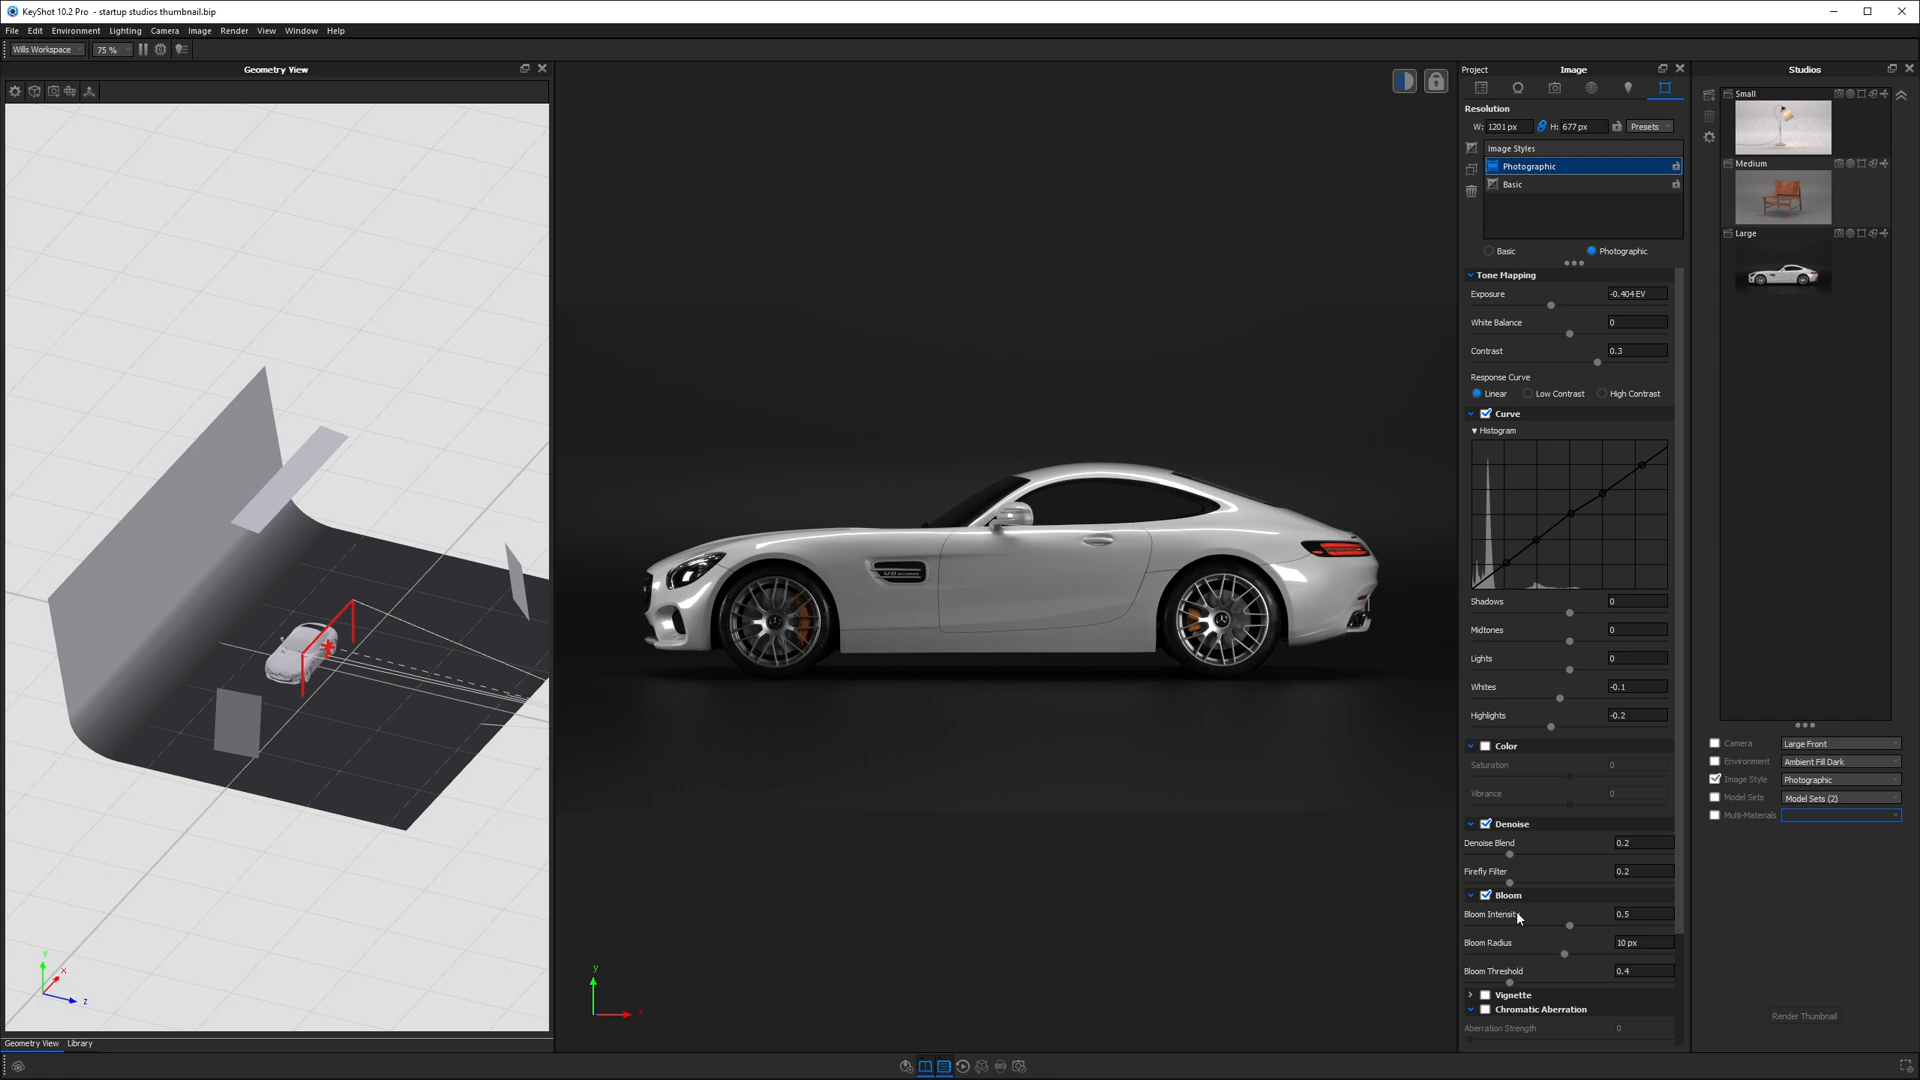 KeyShot 10.2 Pro - startup studios thumbnail.bip
File Edit Environment Lighting Camera Image Render View Window Help
Wills Workspace 75 %
Geometry View
Project Image
Studios
Resolution
W: 1201 px H: 677 px Presets
Image Styles
Photographic
Basic
Basic Photographic
Tone Mapping
Exposure -0.404 EV
White Balance 0
Contrast 0.3
Response Curve
Linear Low Contrast High Contrast
Curve
Histogram
Shadows 0
Midtones 0
Lights 0
Whites -0.1
Highlights -0.2
Color
Saturation 0
Vibrance 0
Denoise
Denoise Blend 0.2
Firefly Filter 0.2
Bloom
Bloom Intensity 0.5
Bloom Radius 10 px
Bloom Threshold 0.4
Vignette
Chromatic Aberration
Aberration Strength 0
Small
Medium
Large
Camera Large Front
Environment Ambient Fill Dark
Image Style Photographic
Model Sets Model Sets (2)
Multi-Materials
Render Thumbnail
y
x
z
y
x
Geometry View Library